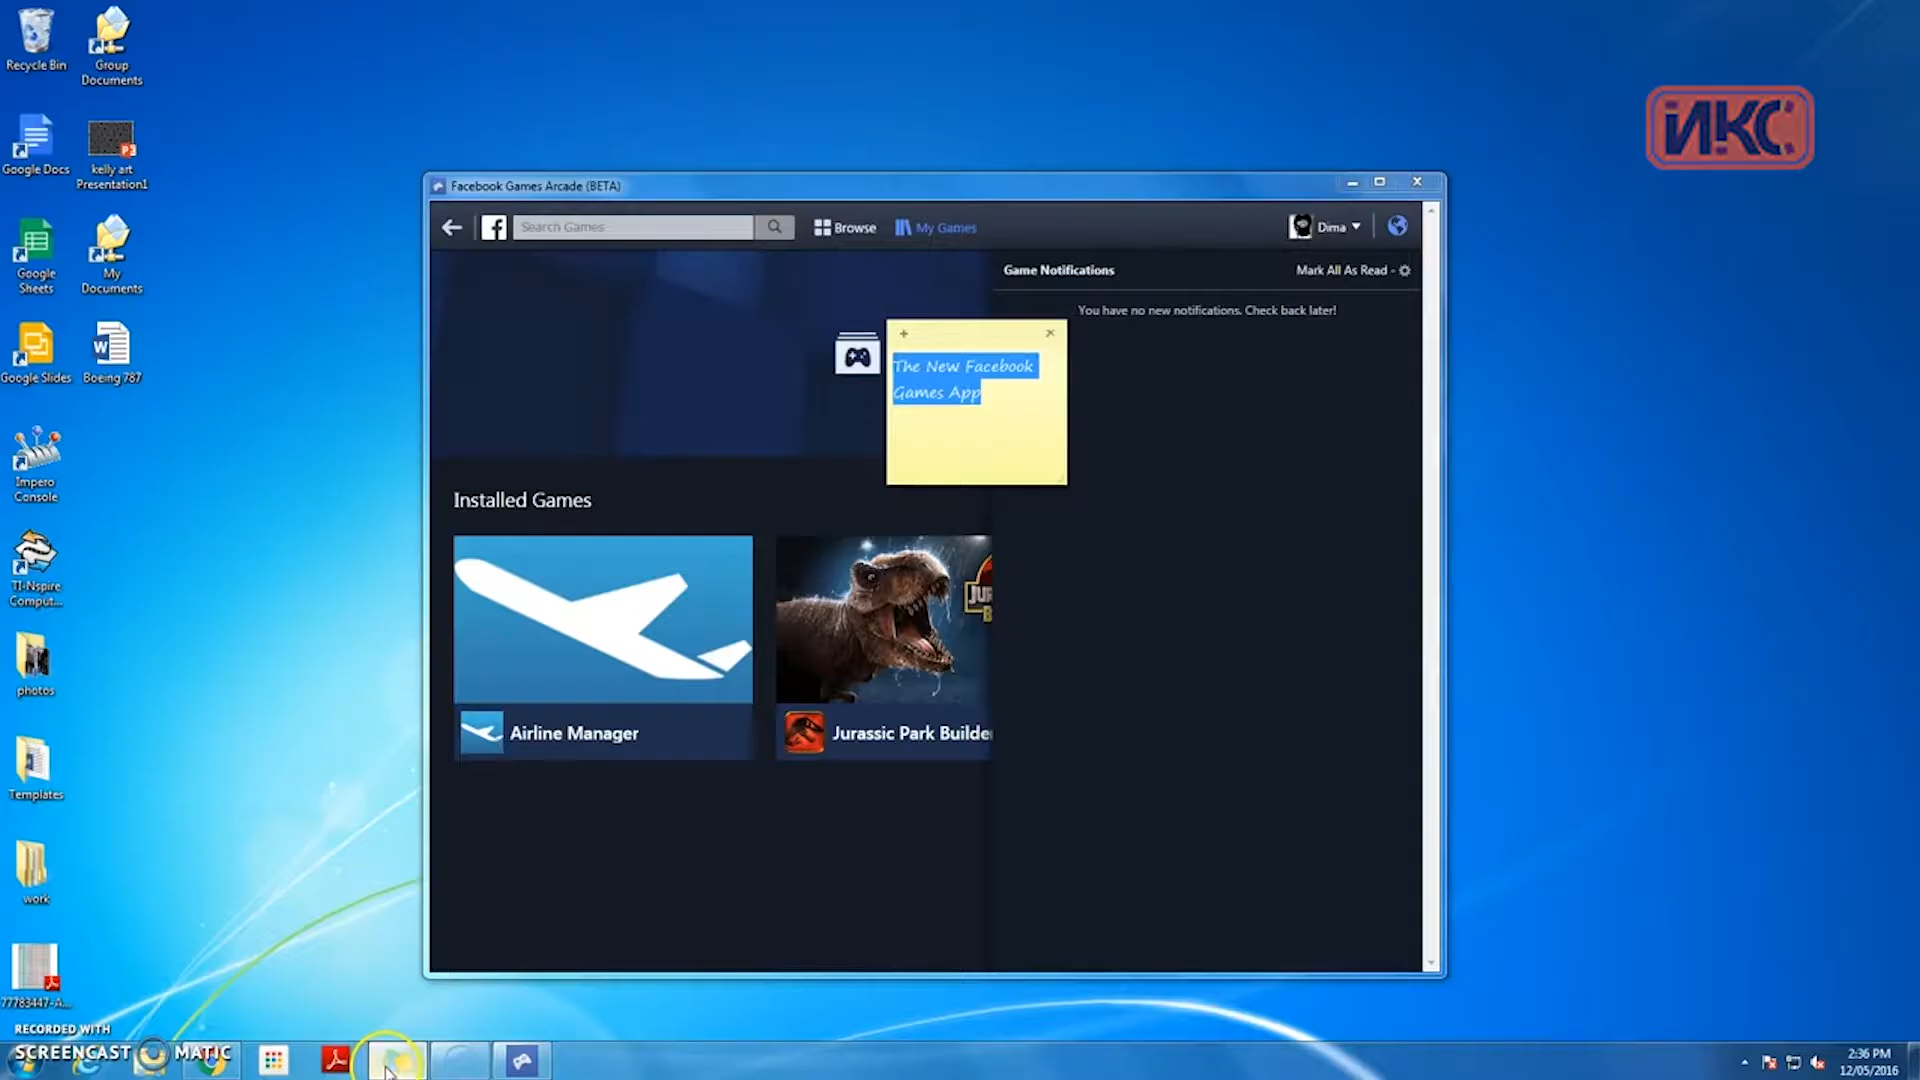 Recycle Bin
Group
Documents
Google Docs
kelly art
Presentation1
Google
Sheets
My
Documents
Google Slides
Boeing 787
Impero
Console
TI-Nspire
Comput...
photos
Templates
work
77783447-A...
ИКС
Facebook Games Arcade (BETA)
Search Games
Browse
My Games
Dima
Game Notifications
Mark All As Read -
You have no new notifications. Check back later!
The New Facebook
Games App
Installed Games
Airline Manager
Jurassic Park Builder
RECORDED WITH
SCREENCAST MATIC
2:36 PM
12/05/2016